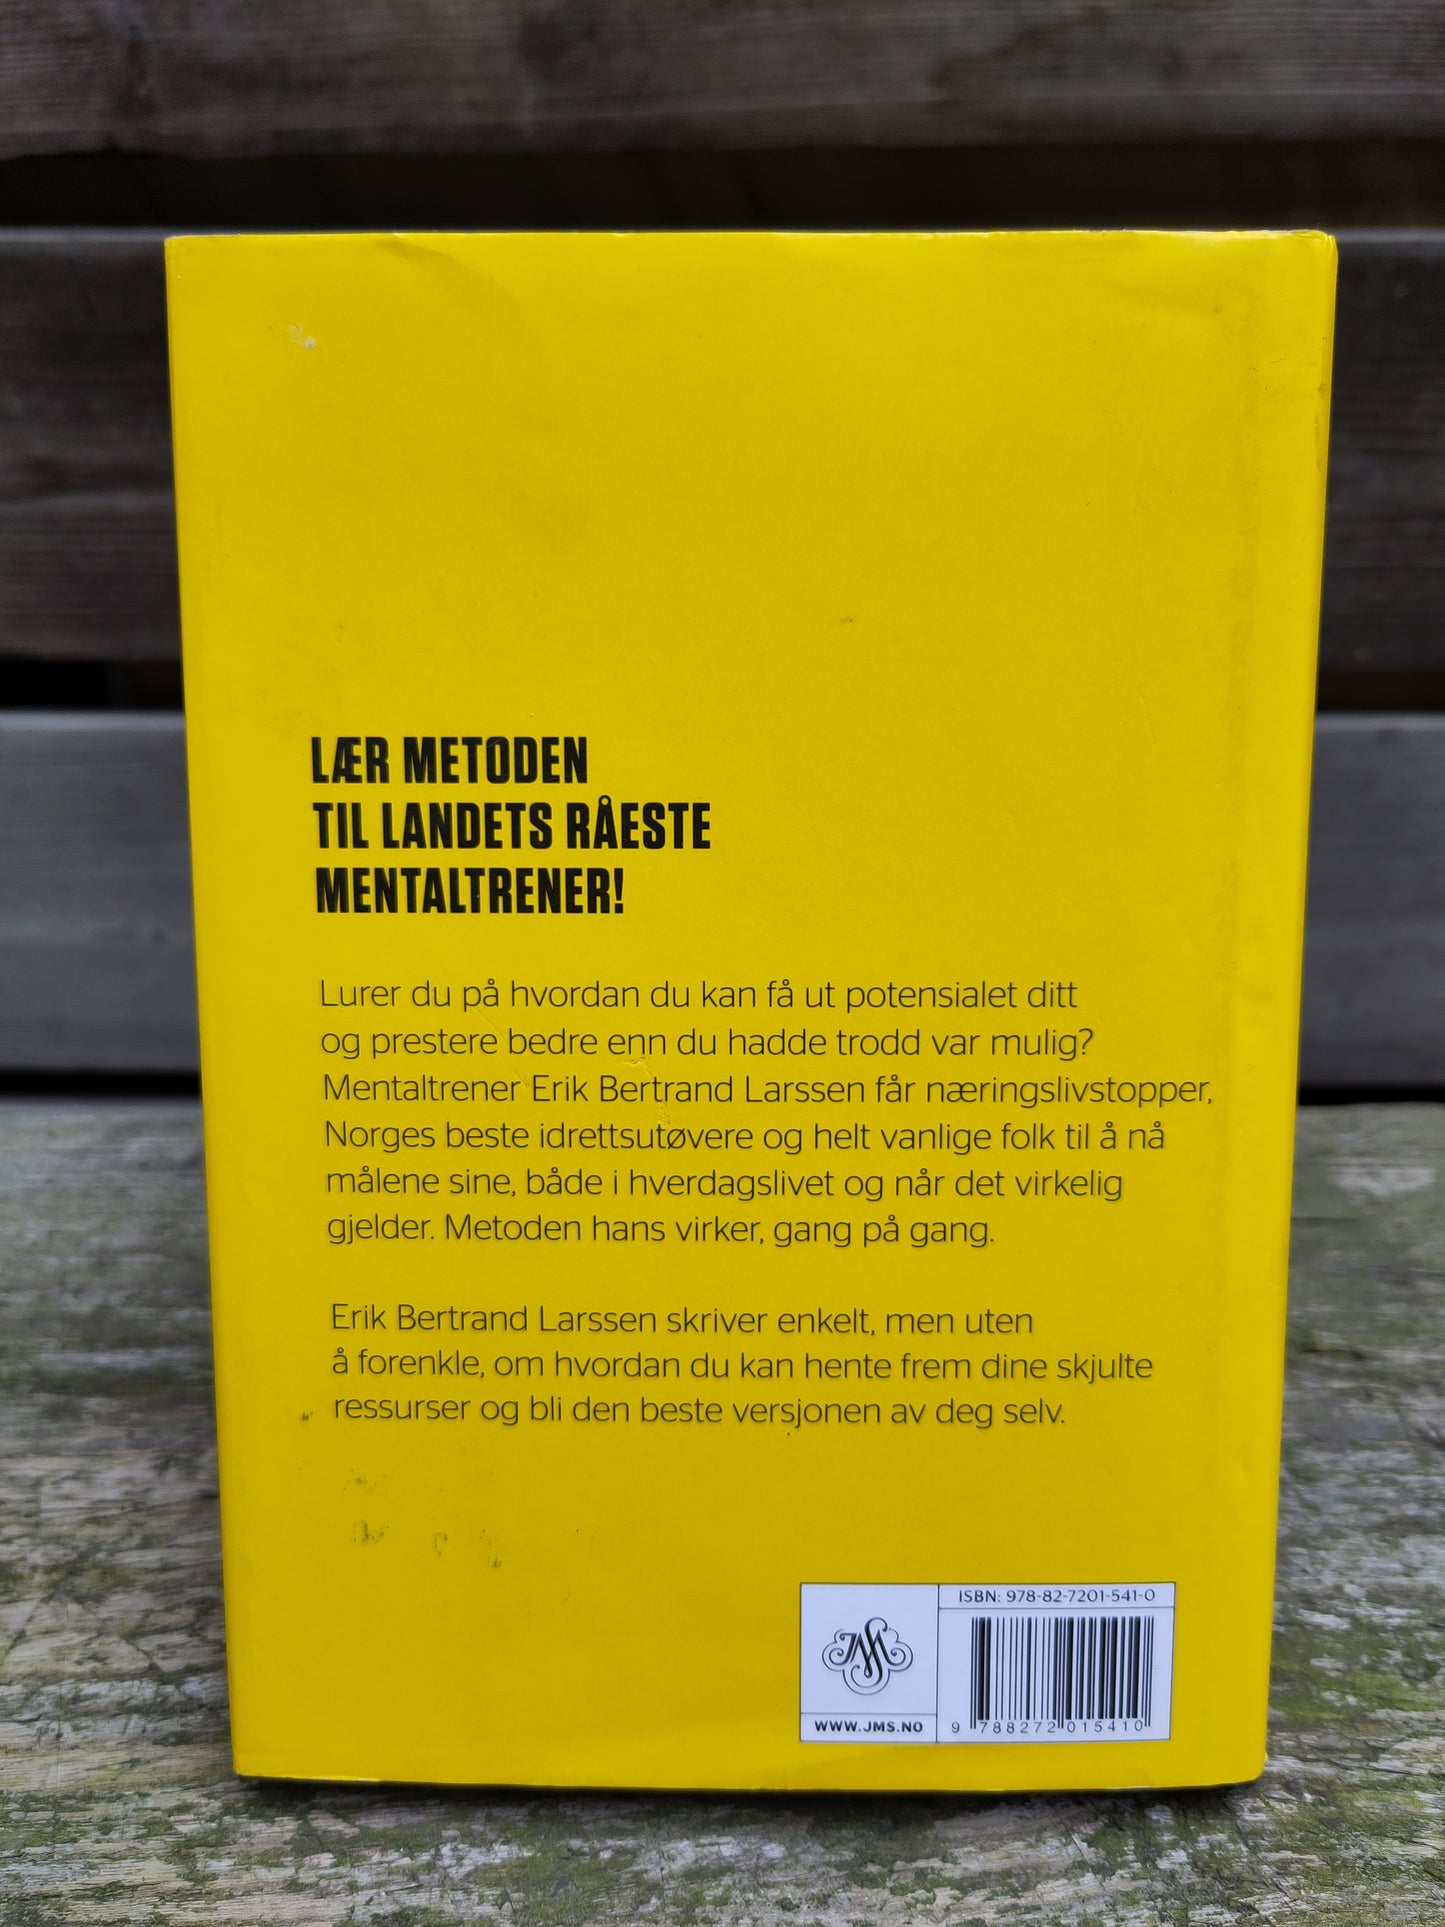 LÆR METODEN
TIL LANDETS RÅESTE
MENTALTRENER!
Lurer du på hvordan du kan få ut potensialet ditt
og prestere bedre enn du hadde trodd var mulig?
Mentaltrener Erik Bertrand Larssen får næringslivstopper,
Norges beste idrettsutøvere og helt vanlige folk til å nå
målene sine, både i hverdagslivet og når det virkelig
gjelder. Metoden hans virker, gang på gang.
Erik Bertrand Larssen skriver enkelt, men uten
å forenkle, om hvordan du kan hente frem dine skjulte
ressurser og bli den beste versjonen av deg selv.
ISBN: 978-82-7201-541-0
JMS
WWW.JMS.NO
9 788272 015410